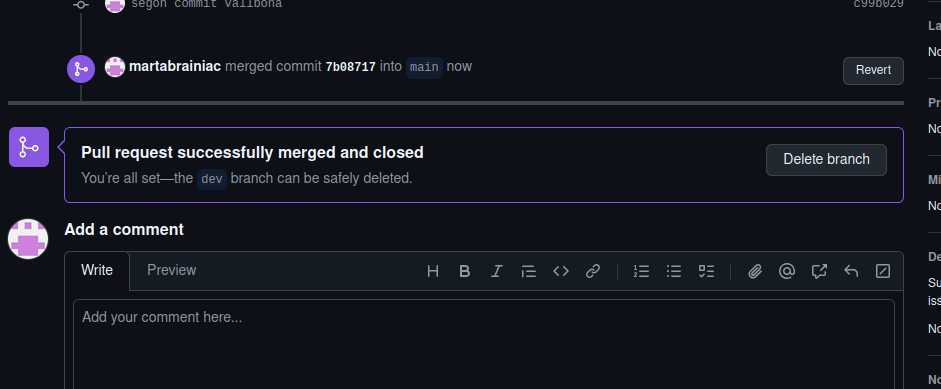 segon commit Vallbona
c99b029
martabrainiac merged commit 7b08717 into main now
Revert
Pull request successfully merged and closed
Delete branch
You're all set—the dev branch can be safely deleted.
Add a comment
Write Preview
Add your comment here...
La
No
Pr
No
Mi
No
De
Su
iss
No
No